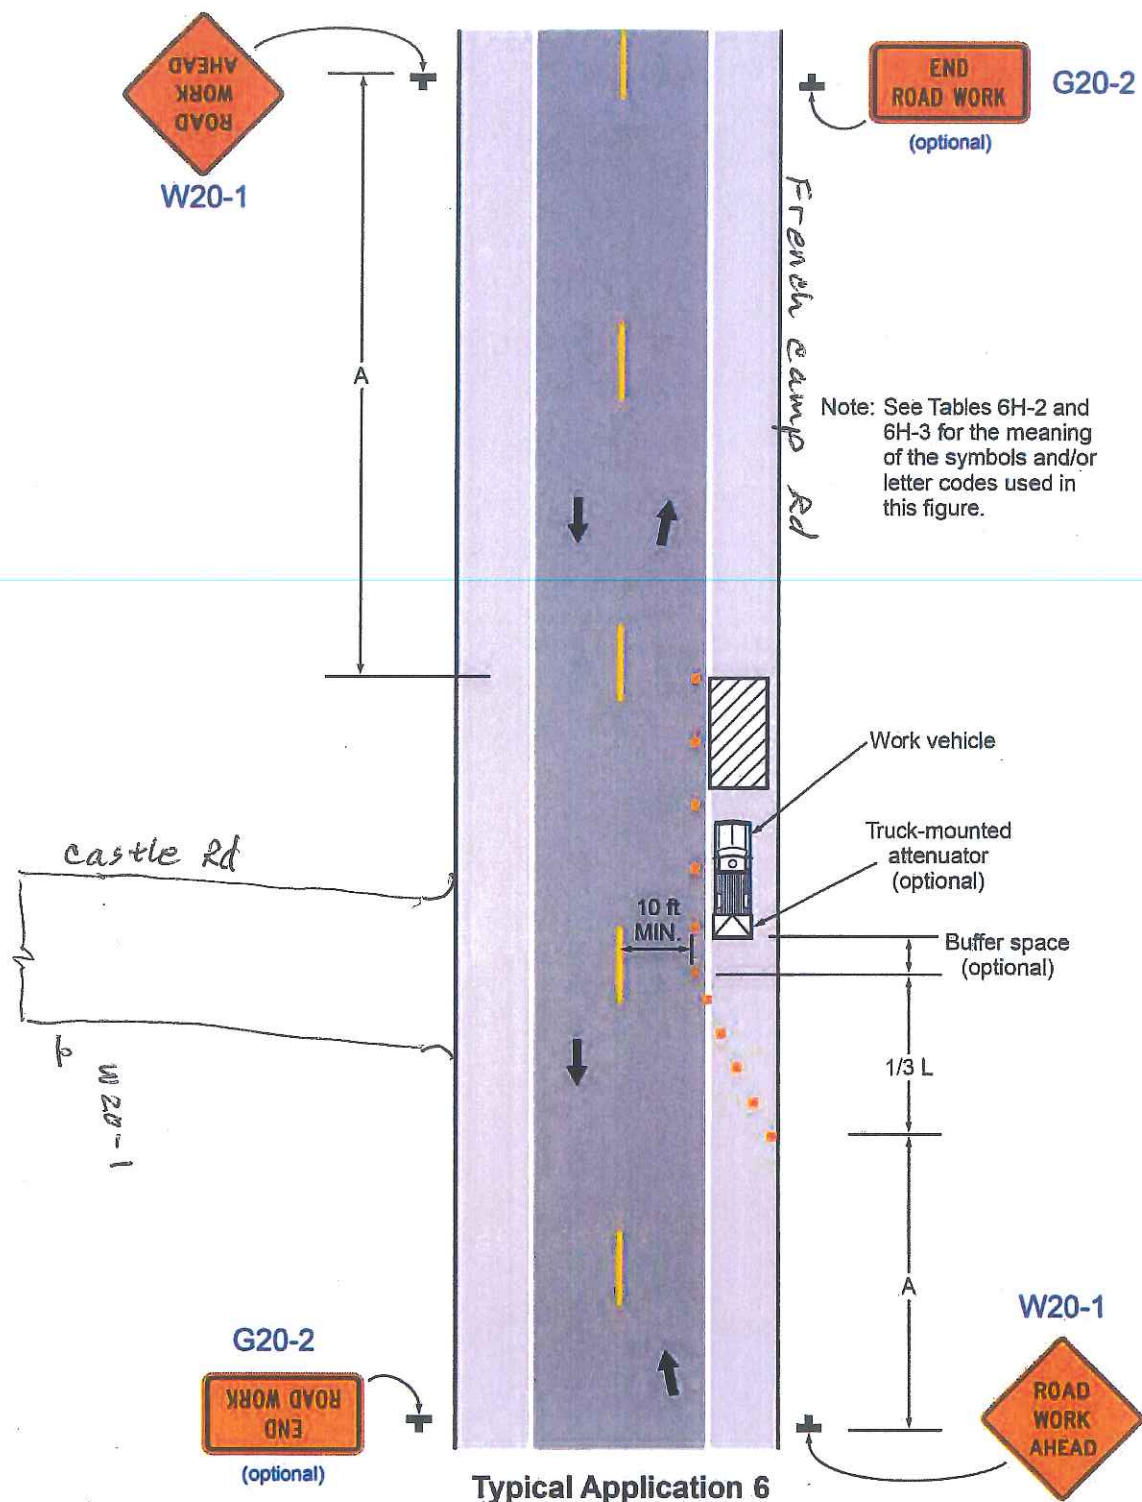 ROAD
WORK
AHEAD
W20-1
END
ROAD WORK
(optional)
G20-2
French camp Rd
A
Note: See Tables 6H-2 and
6H-3 for the meaning
of the symbols and/or
letter codes used in
this figure.
Work vehicle
Truck-mounted
attenuator
(optional)
castle Rd
10 ft
MIN.
Buffer space
(optional)
W20-1
1/3 L
A
G20-2
END
ROAD WORK
(optional)
W20-1
ROAD
WORK
AHEAD
Typical Application 6